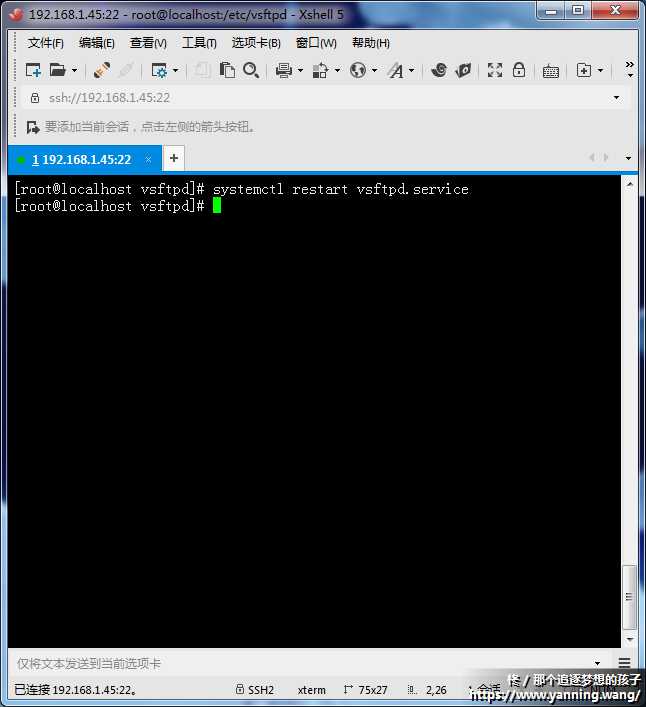 192.168.1.45:22 - root@localhost:/etc/vsftpd - Xshell 5
文件(F) 编辑(E) 查看(V) 工具(T) 选项卡(B) 窗口(W) 帮助(H)
ssh://192.168.1.45:22
要添加当前会话，点击左侧的箭头按钮。
1 192.168.1.45:22 × +
[root@localhost vsftpd]# systemctl restart vsftpd.service
[root@localhost vsftpd]#
仅将文本发送到当前选项卡
已连接 192.168.1.45:22。 SSH2 xterm 75x27 2,26
柊 / 那个追逐梦想的孩子
https://www.yanning.wang/